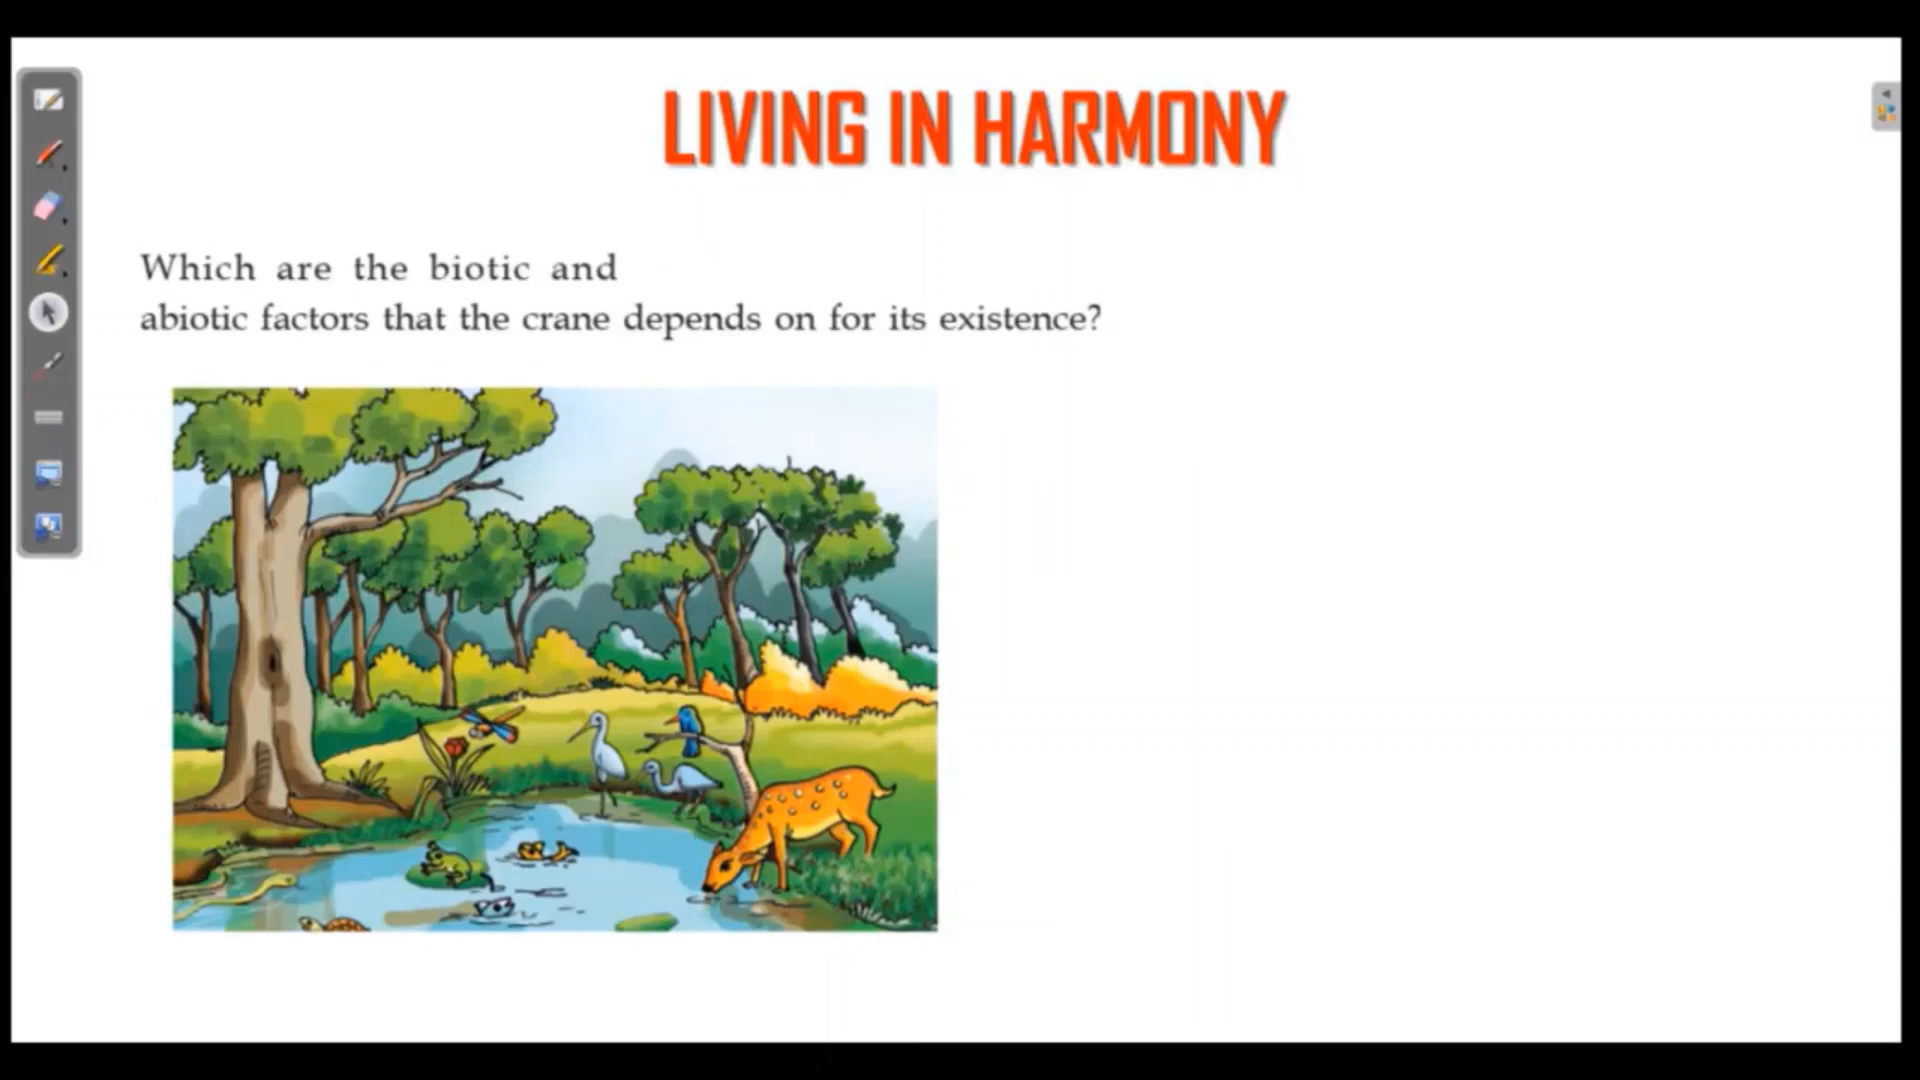 LIVING IN HARMONY
Which are the biotic and
abiotic factors that the crane depends on for its existence?